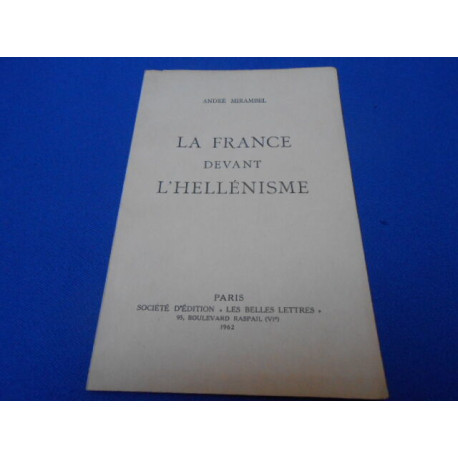 ANDRÉ MIRAMBEL
LA FRANCE
DEVANT
L'HELLÉNISME
PARIS
SOCIÉTÉ D'ÉDITION « LES BELLES LETTRES »
95, BOULEVARD RASPAIL (VIᵉ)
1962